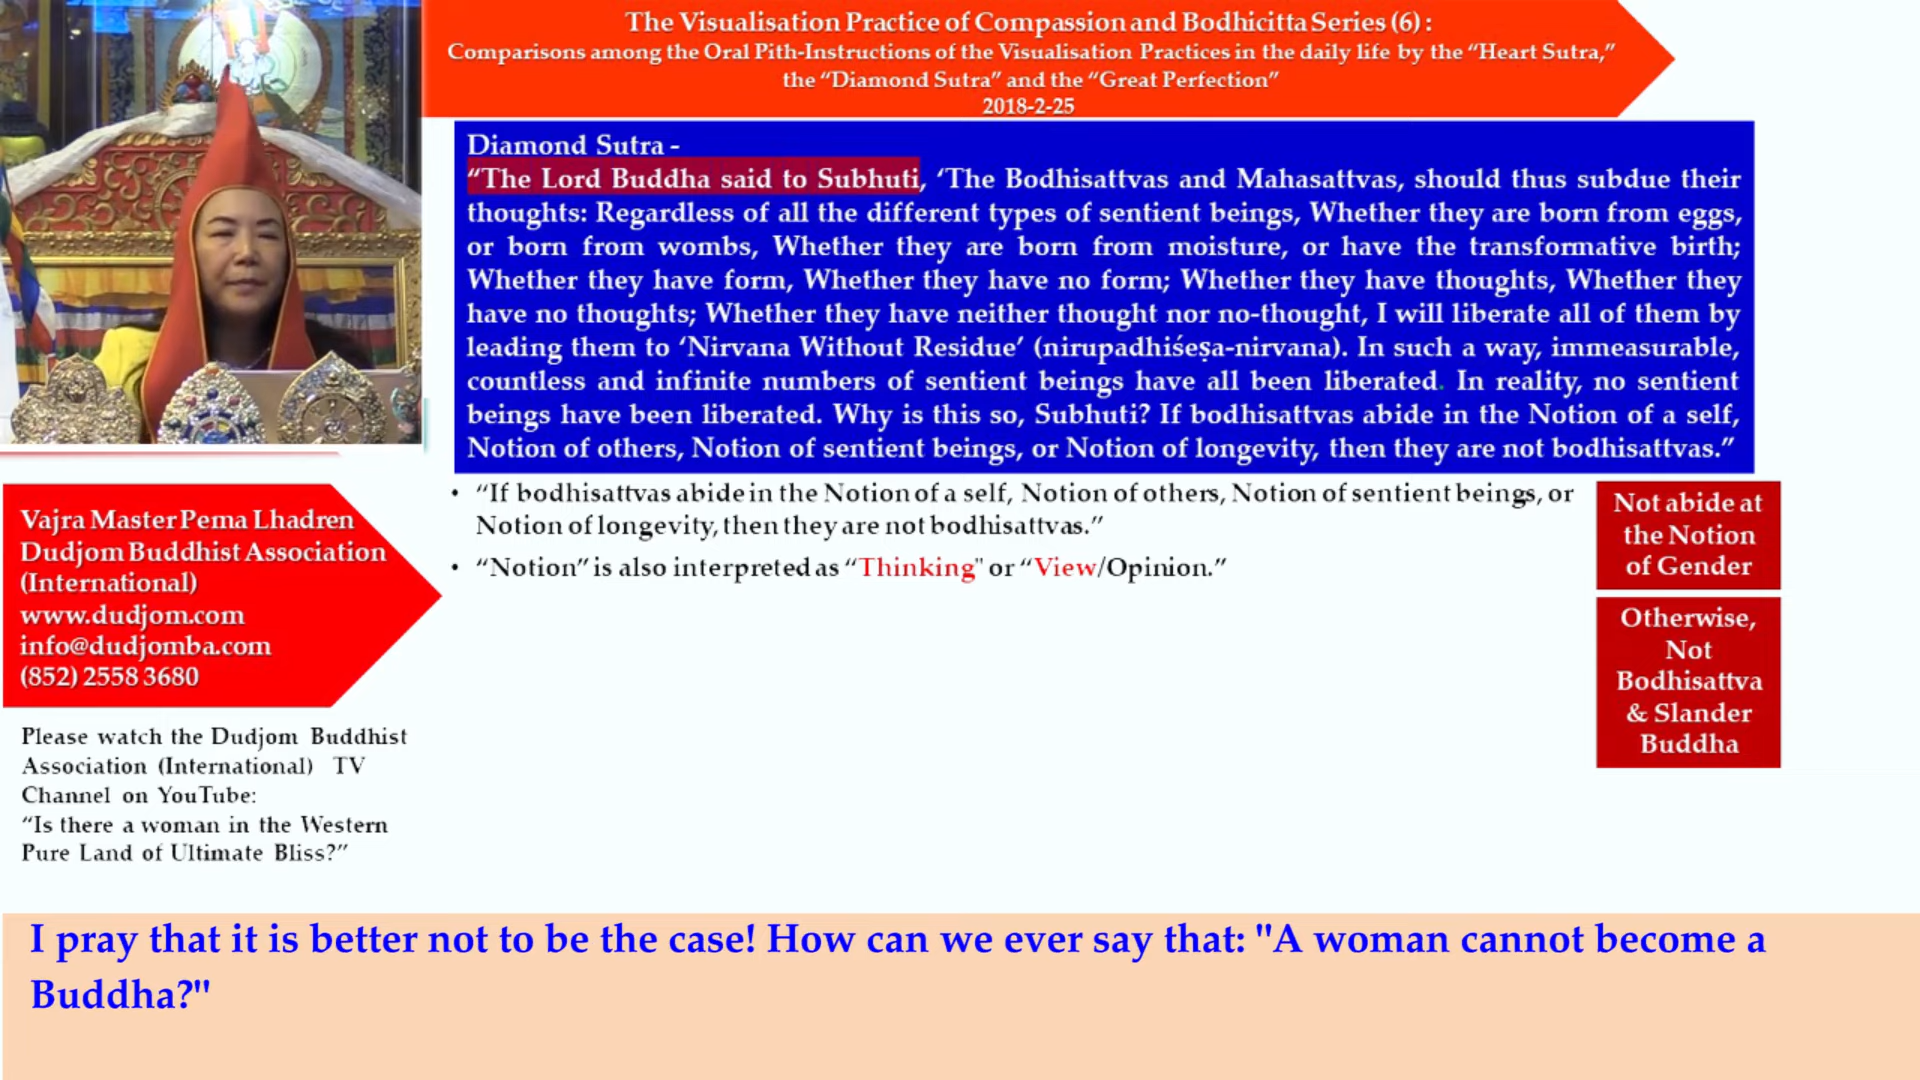 The Visualisation Practice of Compassion and Bodhicitta Series (6) :
Comparisons among the Oral Pith-Instructions of the Visualisation Practices in the daily life by the “Heart Sutra,”
the “Diamond Sutra” and the “Great Perfection”
2018-2-25
Diamond Sutra -
“The Lord Buddha said to Subhuti, ‘The Bodhisattvas and Mahasattvas, should thus subdue their
thoughts: Regardless of all the different types of sentient beings, Whether they are born from eggs,
or born from wombs, Whether they are born from moisture, or have the transformative birth;
Whether they have form, Whether they have no form; Whether they have thoughts, Whether they
have no thoughts; Whether they have neither thought nor no-thought, I will liberate all of them by
leading them to ‘Nirvana Without Residue’ (nirupadhiśeṣa-nirvana). In such a way, immeasurable,
countless and infinite numbers of sentient beings have all been liberated. In reality, no sentient
beings have been liberated. Why is this so, Subhuti? If bodhisattvas abide in the Notion of a self,
Notion of others, Notion of sentient beings, or Notion of longevity, then they are not bodhisattvas.”
• “If bodhisattvas abide in the Notion of a self, Notion of others, Notion of sentient beings, or
Notion of longevity, then they are not bodhisattvas.”
• “Notion” is also interpreted as “Thinking" or “View/Opinion.”
Not abide at
the Notion
of Gender
Otherwise,
Not
Bodhisattva
& Slander
Buddha
Vajra Master Pema Lhadren
Dudjom Buddhist Association
(International)
www.dudjom.com
info@dudjomba.com
(852) 2558 3680
Please watch the Dudjom Buddhist
Association (International) TV
Channel on YouTube:
“Is there a woman in the Western
Pure Land of Ultimate Bliss?”
I pray that it is better not to be the case! How can we ever say that: "A woman cannot become a
Buddha?"